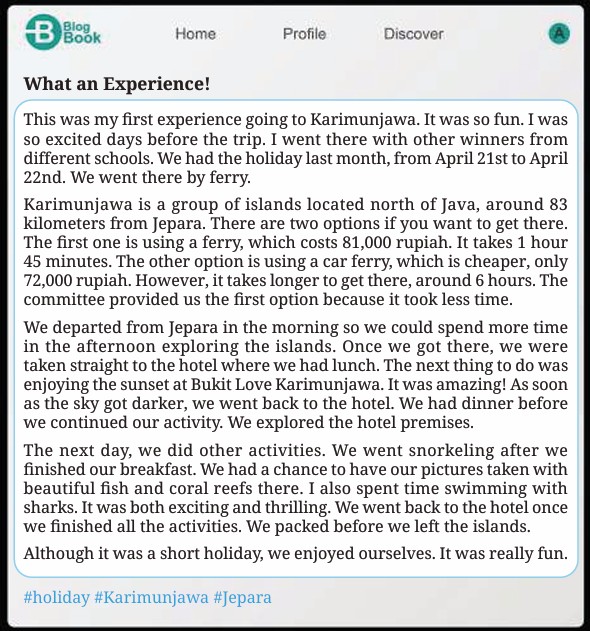 Blog
Book
Home
Profile
Discover
A
What an Experience!
This was my first experience going to Karimunjawa. It was so fun. I was
so excited days before the trip. I went there with other winners from
different schools. We had the holiday last month, from April 21st to April
22nd. We went there by ferry.
Karimunjawa is a group of islands located north of Java, around 83
kilometers from Jepara. There are two options if you want to get there.
The first one is using a ferry, which costs 81,000 rupiah. It takes 1 hour
45 minutes. The other option is using a car ferry, which is cheaper, only
72,000 rupiah. However, it takes longer to get there, around 6 hours. The
committee provided us the first option because it took less time.
We departed from Jepara in the morning so we could spend more time
in the afternoon exploring the islands. Once we got there, we were
taken straight to the hotel where we had lunch. The next thing to do was
enjoying the sunset at Bukit Love Karimunjawa. It was amazing! As soon
as the sky got darker, we went back to the hotel. We had dinner before
we continued our activity. We explored the hotel premises.
The next day, we did other activities. We went snorkeling after we
finished our breakfast. We had a chance to have our pictures taken with
beautiful fish and coral reefs there. I also spent time swimming with
sharks. It was both exciting and thrilling. We went back to the hotel once
we finished all the activities. We packed before we left the islands.
Although it was a short holiday, we enjoyed ourselves. It was really fun.
#holiday #Karimunjawa #Jepara